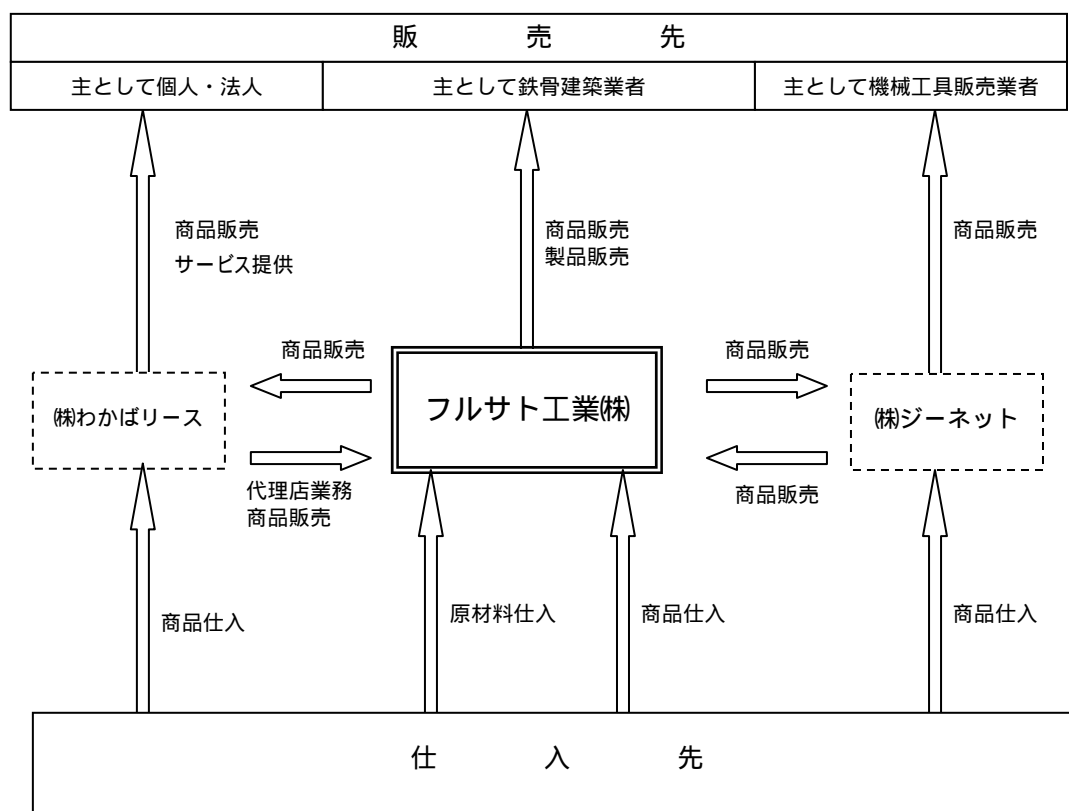 販売先
主として個人・法人
主として鉄骨建築業者
主として機械工具販売業者
商品販売
サービス提供
商品販売
製品販売
商品販売
商品販売
商品販売
㈱わかばリース
フルサト工業㈱
㈱ジーネット
代理店業務
商品販売
商品販売
商品仕入
原材料仕入
商品仕入
商品仕入
仕入先